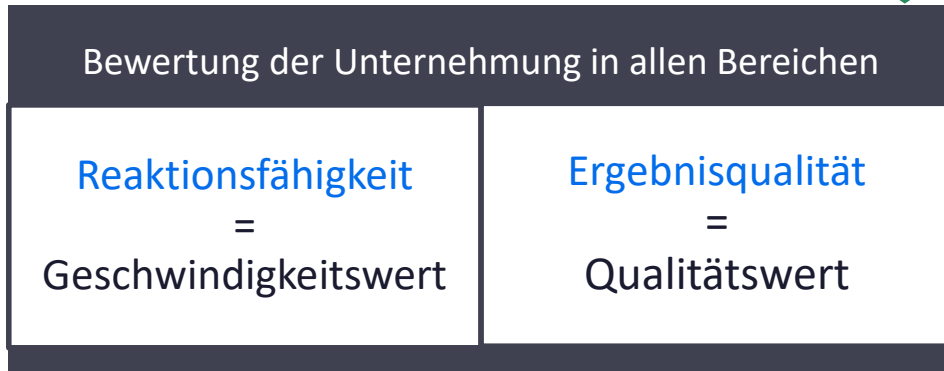 Bewertung der Unternehmung in allen Bereichen
Reaktionsfähigkeit
=
Geschwindigkeitswert
Ergebnisqualität
=
Qualitätswert